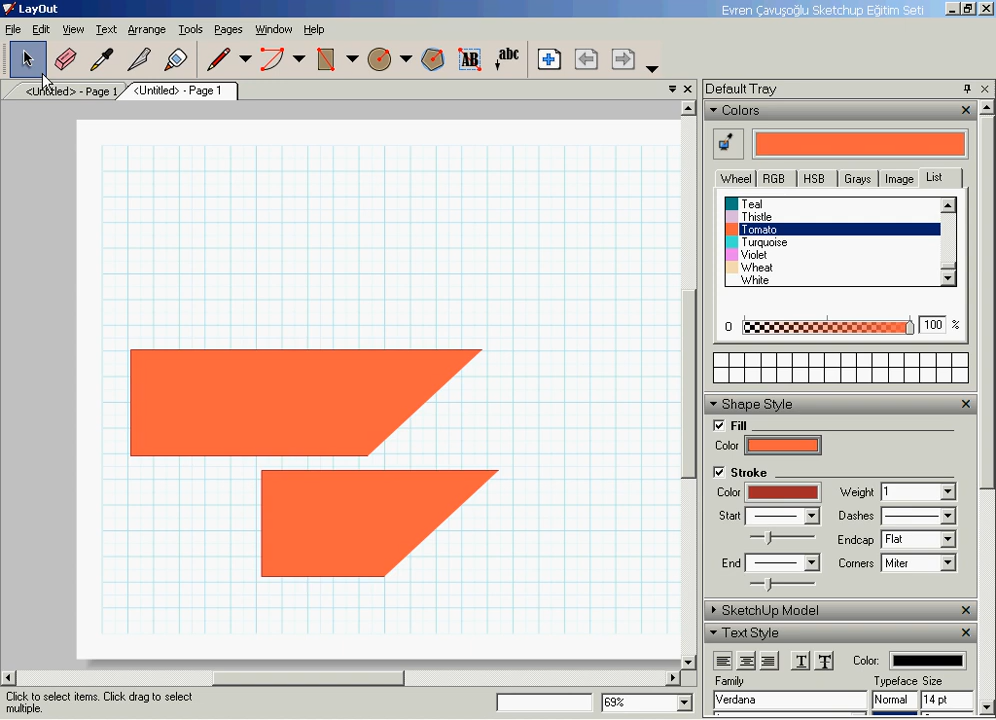 LayOut
Evren Çavuşoğlu Sketchup Eğitim Seti
File Edit View Text Arrange Tools Pages Window Help
AB
abc
<Untitled> - Page 1
<Untitled> - Page 1
Default Tray
Colors
Wheel RGB HSB Grays Image List
Teal
Thistle
Tomato
Turquoise
Violet
Wheat
White
0 100 %
Shape Style
Fill
Color
Stroke
Color Weight 1
Start Dashes
Endcap Flat
End Corners Miter
SketchUp Model
Text Style
T T Color:
Family Typeface Size
Verdana Normal 14 pt
Click to select items. Click drag to select
multiple.
69%